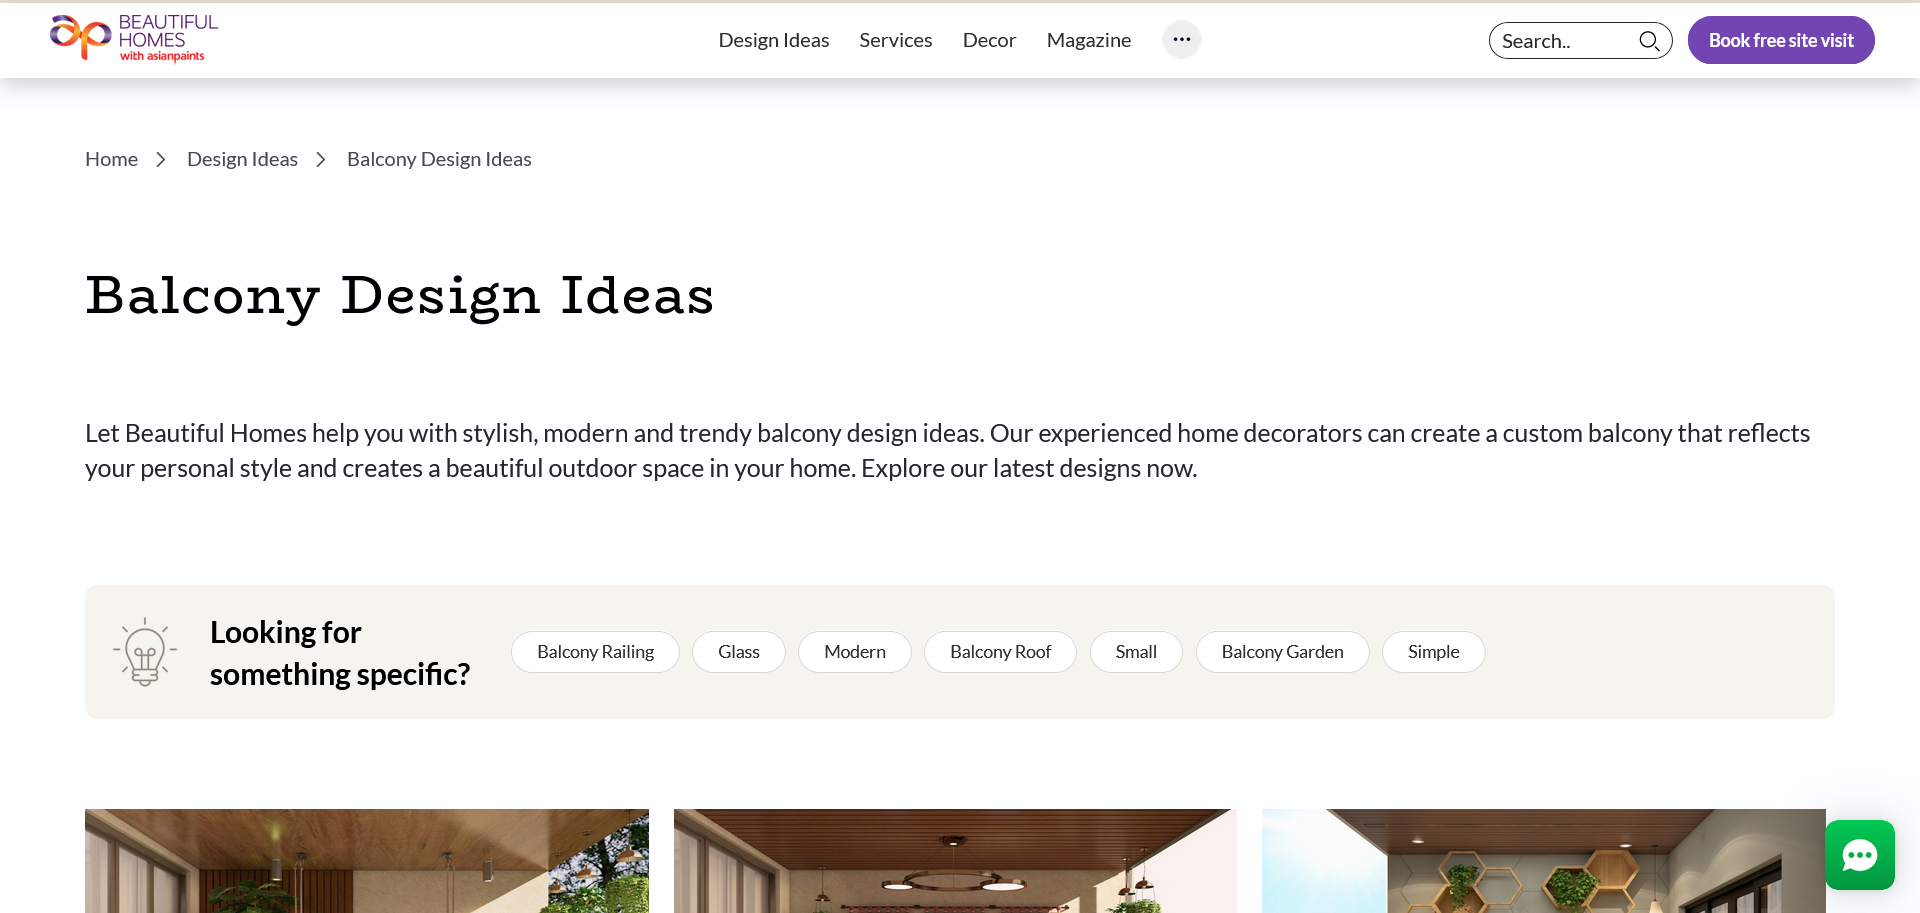 BEAUTIFUL
HOMES
with asianpaints
Design Ideas Services Decor Magazine
Search..
Book free site visit
Home Design Ideas Balcony Design Ideas
Balcony Design Ideas
Let Beautiful Homes help you with stylish, modern and trendy balcony design ideas. Our experienced home decorators can create a custom balcony that reflects
your personal style and creates a beautiful outdoor space in your home. Explore our latest designs now.
Looking for
something specific?
Balcony Railing Glass Modern Balcony Roof Small Balcony Garden Simple